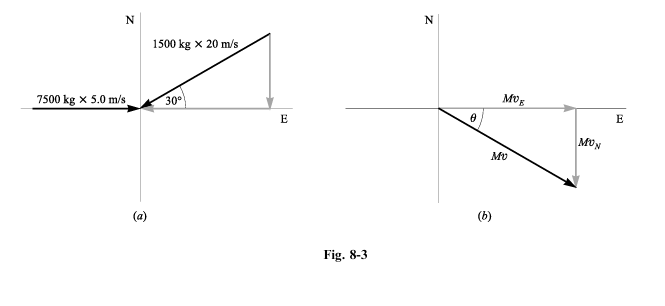 N
1500 kg × 20 m/s
7500 kg × 5.0 m/s
30°
E
(a)
N
Mv_E
E
θ
Mv_N
Mv
(b)
Fig. 8-3